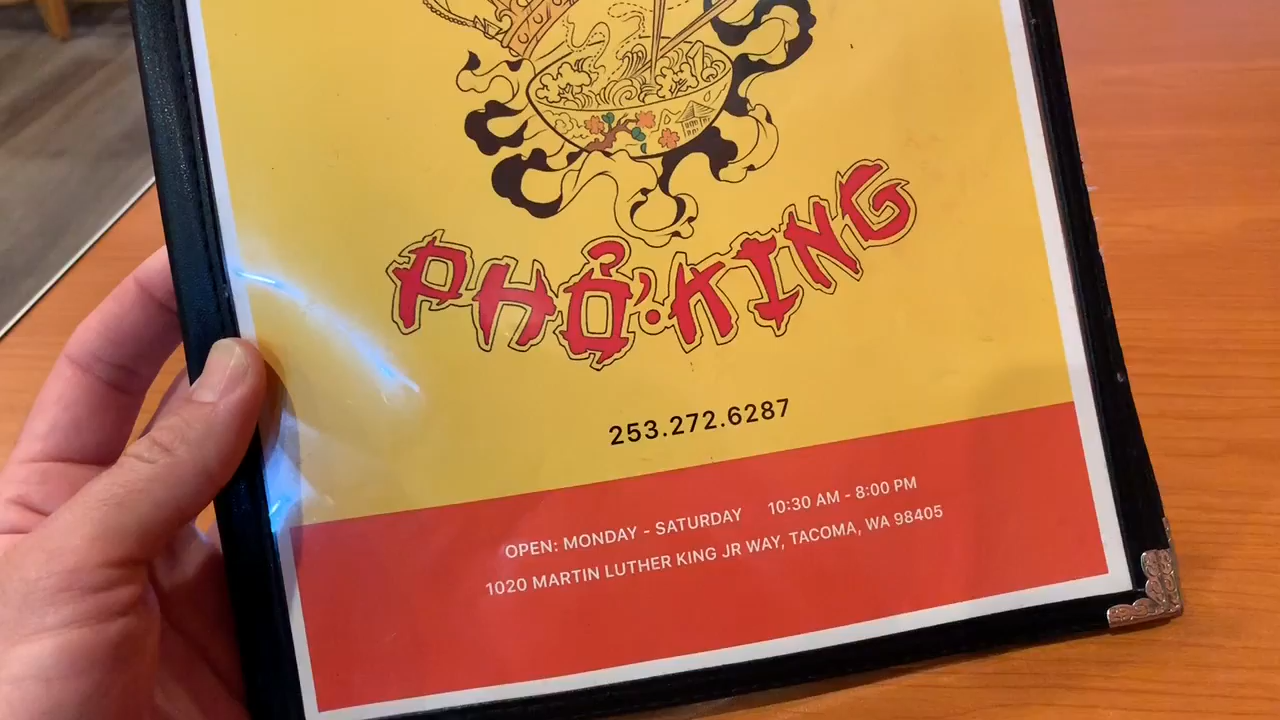 PHỞ:KING
253.272.6287
OPEN: MONDAY - SATURDAY 10:30 AM - 8:00 PM
1020 MARTIN LUTHER KING JR WAY, TACOMA, WA 98405